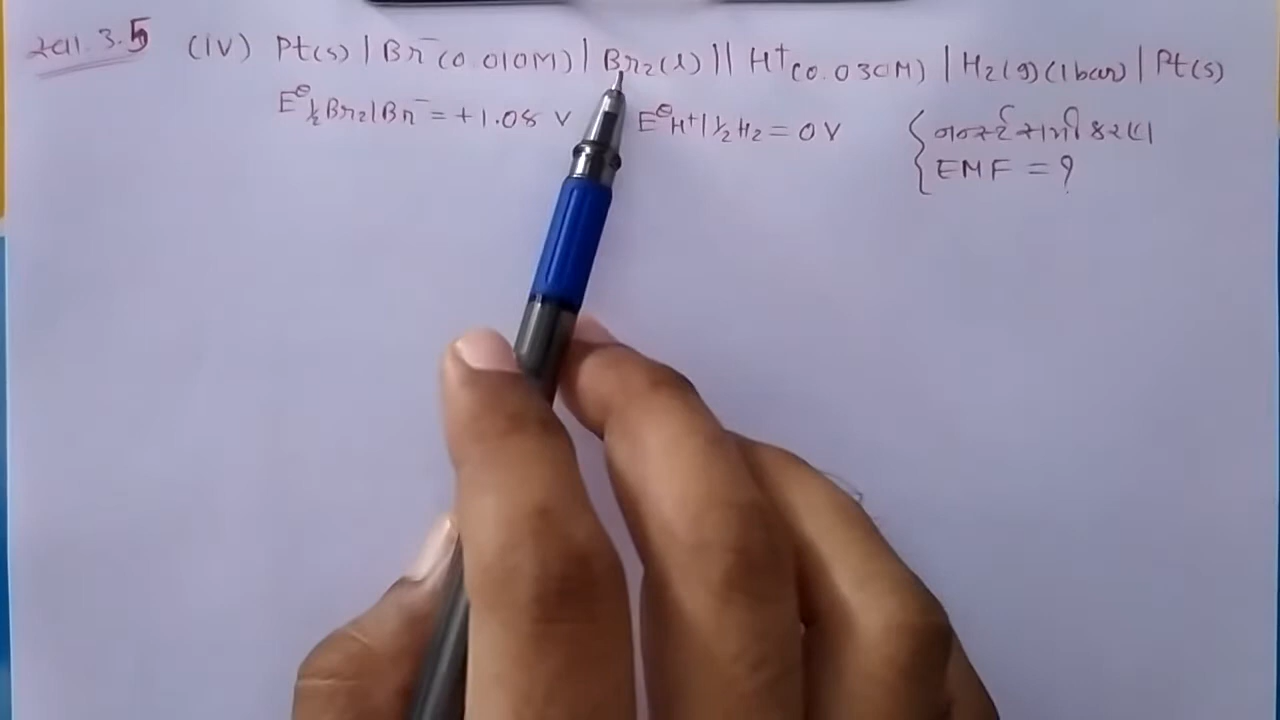 સ્વા. 3.5 (iv) Pt(s) | Br⁻(0.010M) | Br₂(l) || H⁺(0.030M) | H₂(g)(1bar) | Pt(s)
E⊖ ½Br₂|Br⁻ = +1.08 V E⊖ H⁺|½H₂ = 0 V { નર્ન્સ્ટ સમી કરણ
EMF = ?